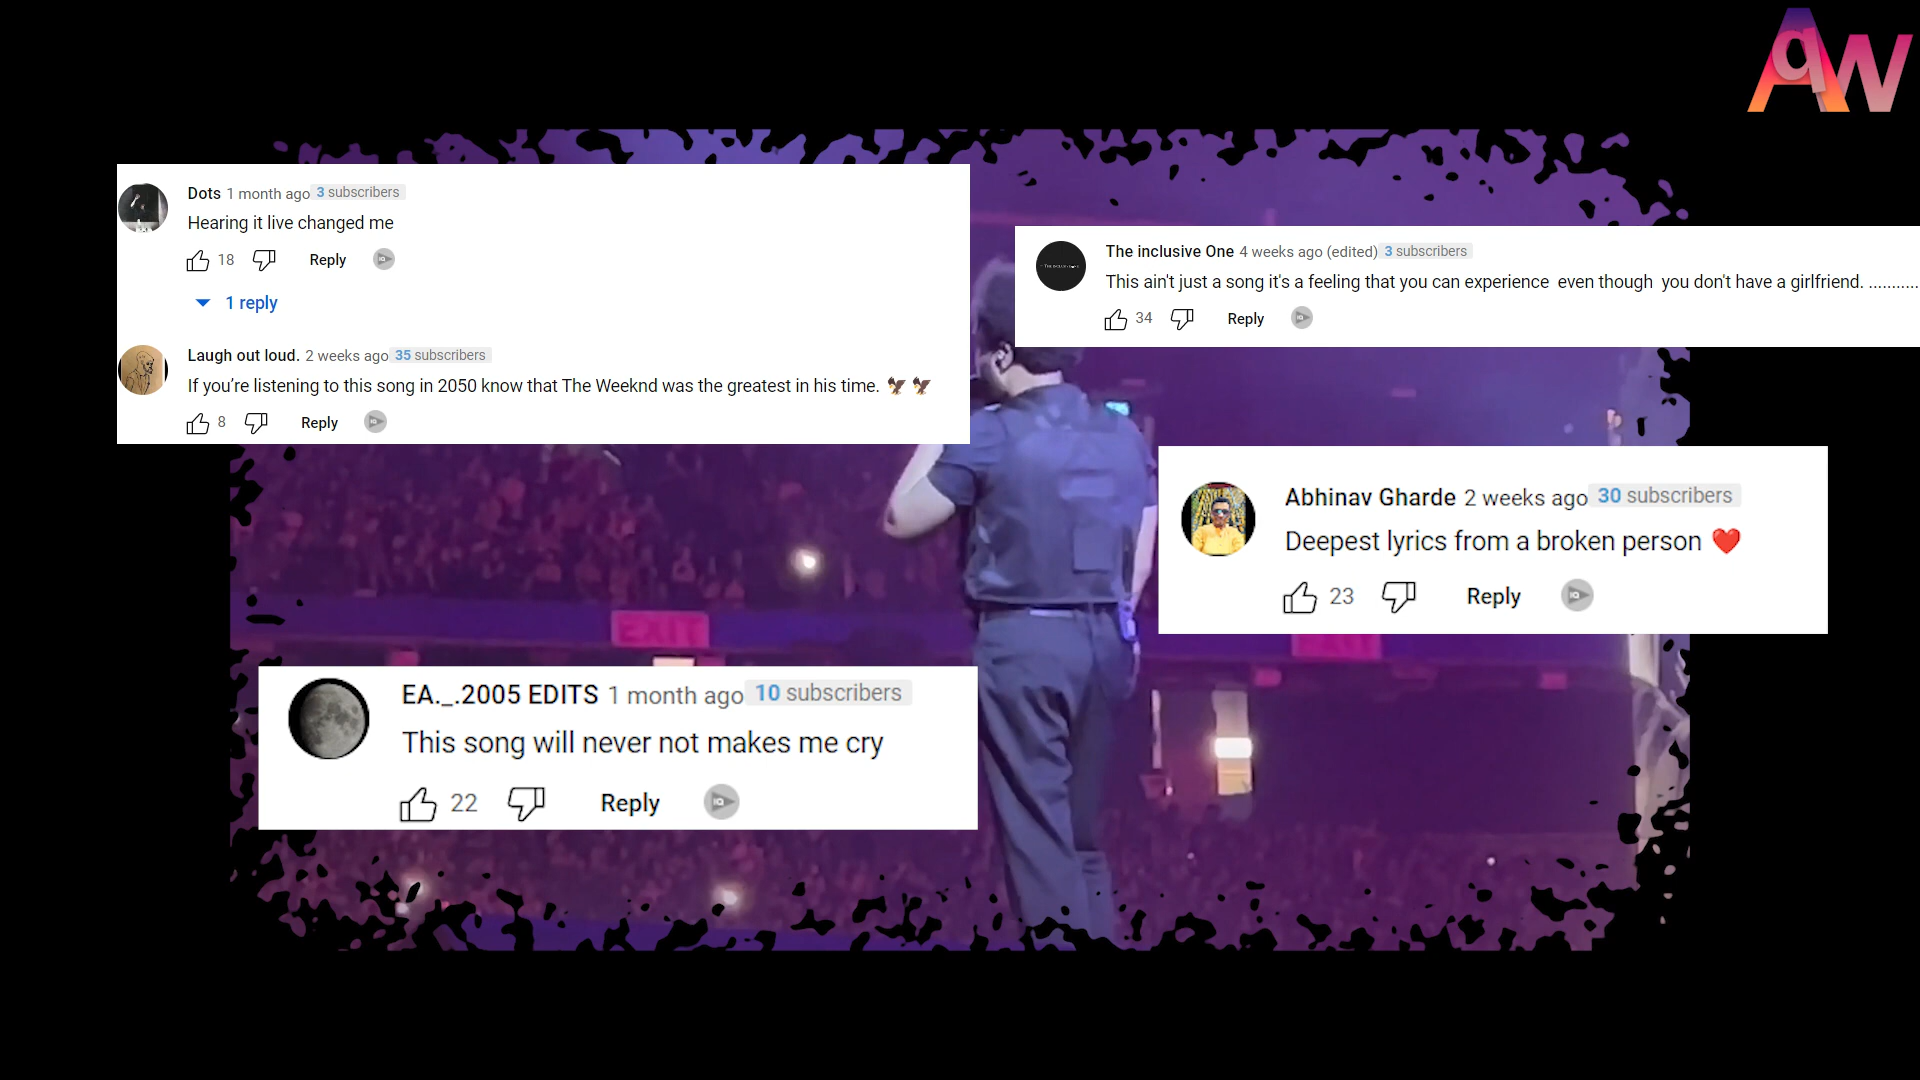 AqW
Dots 1 month ago 3 subscribers
Hearing it live changed me
18 Reply
1 reply
Laugh out loud. 2 weeks ago 35 subscribers
If you’re listening to this song in 2050 know that The Weeknd was the greatest in his time. 🦅 🦅
8 Reply
The inclusive One 4 weeks ago (edited) 3 subscribers
This ain't just a song it's a feeling that you can experience even though you don't have a girlfriend. ...........
34 Reply
Abhinav Gharde 2 weeks ago 30 subscribers
Deepest lyrics from a broken person ❤️
23 Reply
EXIT
EA._.2005 EDITS 1 month ago 10 subscribers
This song will never not makes me cry
22 Reply